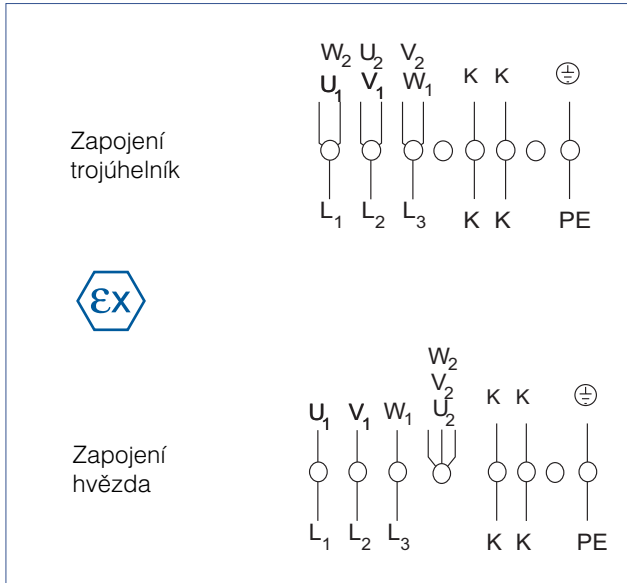 W₂ U₂ V₂
U₁ V₁ W₁ K K
Zapojení
trojúhelník
L₁ L₂ L₃ K K PE
εx
W₂
V₂
U₁ V₁ W₁ U₂ K K
Zapojení
hvězda
L₁ L₂ L₃ K K PE